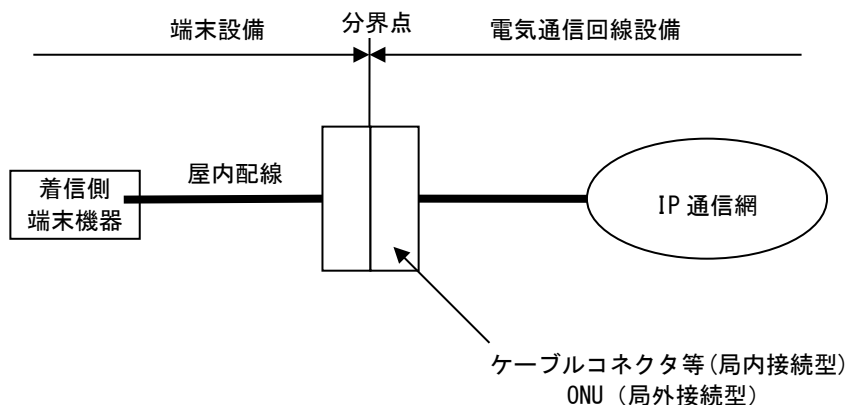 端末設備
分界点
電気通信回線設備
屋内配線
着信側
端末機器
IP 通信網
ケーブルコネクタ等(局内接続型)
ONU (局外接続型)